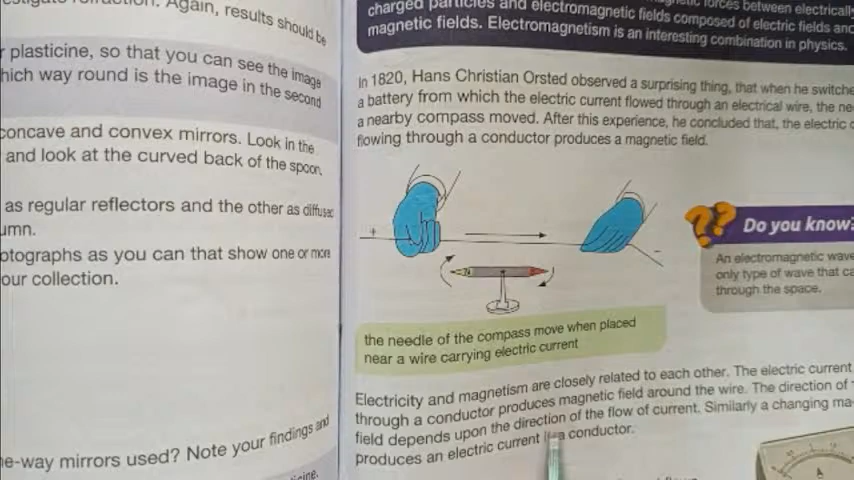 Again, results should be
r plasticine, so that you can see the image
hich way round is the image in the second
concave and convex mirrors. Look in the
and look at the curved back of the spoon.
as regular reflectors and the other as diffused
umn.
otographs as you can that show one or more
our collection.
ne-way mirrors used? Note your findings and
charged particles and electromagnetic fields composed of electric fields and
magnetic fields. Electromagnetism is an interesting combination in physics.
In 1820, Hans Christian Orsted observed a surprising thing, that when he switche
a battery from which the electric current flowed through an electrical wire, the ne
a nearby compass moved. After this experience, he concluded that, the electric c
flowing through a conductor produces a magnetic field.
+
−
Do you know?
An electromagnetic wave
only type of wave that ca
through the space.
the needle of the compass move when placed
near a wire carrying electric current
Electricity and magnetism are closely related to each other. The electric current
through a conductor produces magnetic field around the wire. The direction of
field depends upon the direction of the flow of current. Similarly a changing ma
produces an electric current a conductor.
A